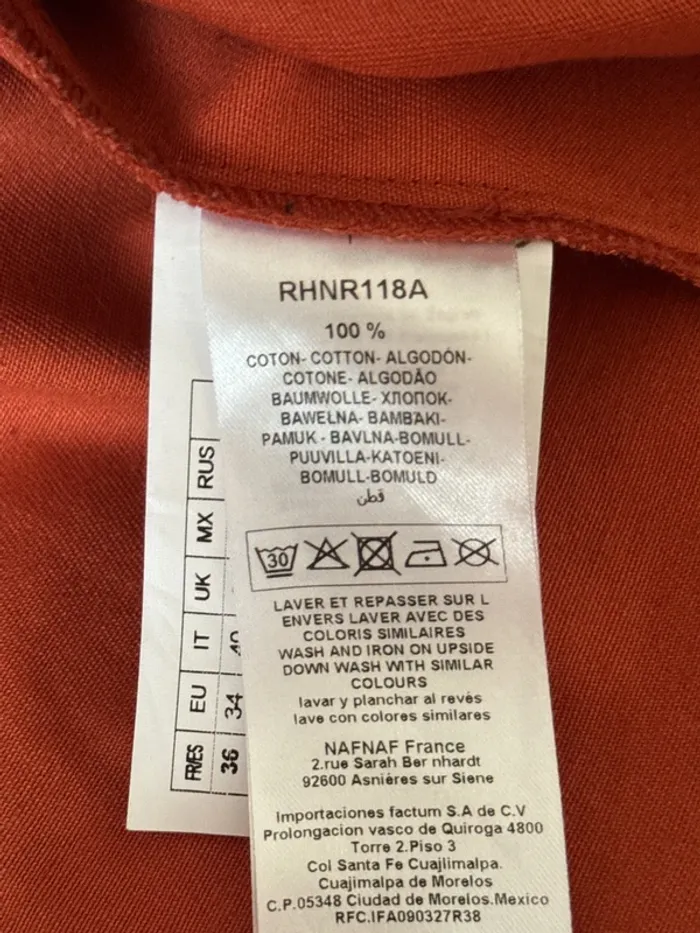 RHNR118A
100 %
COTON- COTTON- ALGODÓN-
COTONE- ALGODÃO
BAUMWOLLE- ХЛОПОК-
BAWEŁNA- BAMBAKI-
PAMUK - BAVLNA-BOMULL-
PUUVILLA-KATOENI-
BOMULL-BOMULD
قطن
30
LAVER ET REPASSER SUR L
ENVERS LAVER AVEC DES
COLORIS SIMILAIRES
WASH AND IRON ON UPSIDE
DOWN WASH WITH SIMILAR
COLOURS
lavar y planchar al revés
lave con colores similares
NAFNAF France
2.rue Sarah Ber nhardt
92600 Asnières sur Siene
Importaciones factum S.A de C.V
Prolongacion vasco de Quiroga 4800
Torre 2.Piso 3
Col Santa Fe Cuajlimalpa.
Cuajimalpa de Morelos
C.P.05348 Ciudad de Morelos.Mexico
RFC.IFA090327R38
FR/ES 36
EU 34
IT 40
UK
MX
RUS